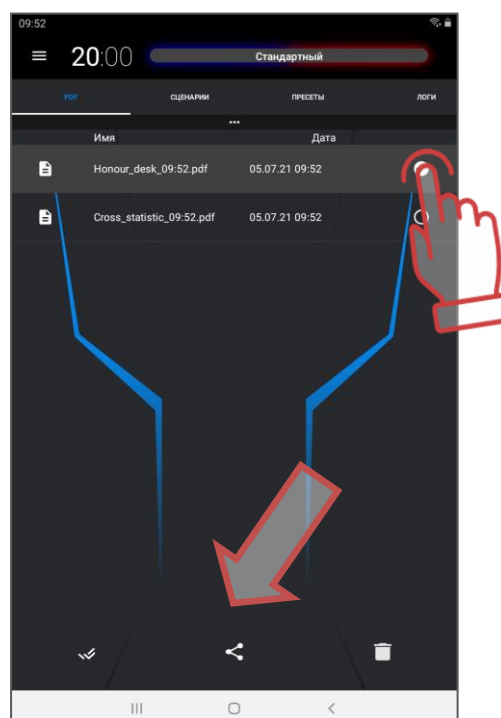 09:52
20:00 Стандартный
PDF СЦЕНАРИИ ПРЕСЕТЫ ЛОГИ
Имя Дата
Honour_desk_09:52.pdf 05.07.21 09:52
Cross_statistic_09:52.pdf 05.07.21 09:52